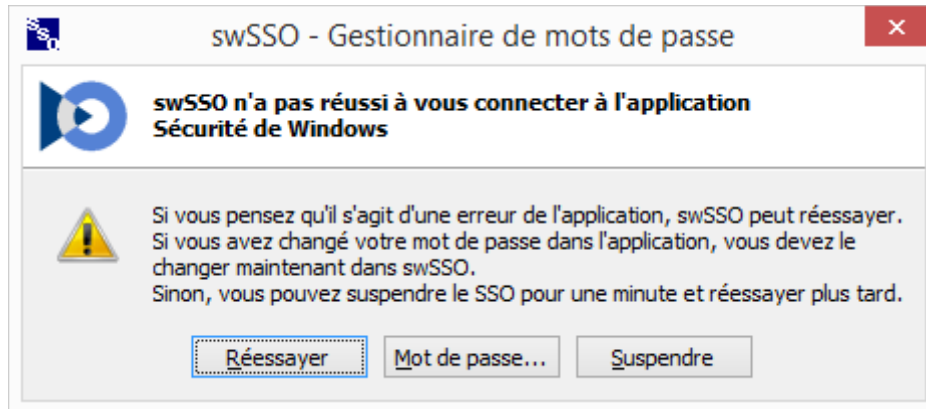 SSO
swSSO - Gestionnaire de mots de passe
swSSO n'a pas réussi à vous connecter à l'application
Sécurité de Windows
Si vous pensez qu'il s'agit d'une erreur de l'application, swSSO peut réessayer.
Si vous avez changé votre mot de passe dans l'application, vous devez le
changer maintenant dans swSSO.
Sinon, vous pouvez suspendre le SSO pour une minute et réessayer plus tard.
Réessayer
Mot de passe...
Suspendre